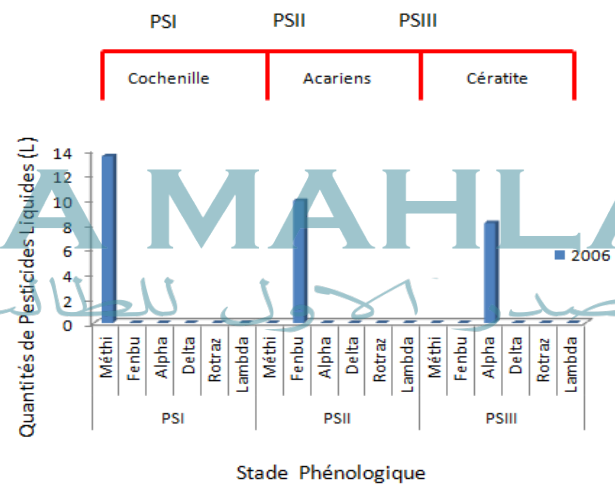 PSI PSII PSIII
Cochenille Acariens Cératite
Quantités de Pesticides Liquides (L)
14
12
10
8
6
4
2
0
A MAHLA
2006
Méthi Fenbu Alpha Delta Rotraz Lambda Méthi Fenbu Alpha Delta Rotraz Lambda Méthi Fenbu Alpha Delta Rotraz Lambda
PSI PSII PSIII
Stade Phénologique